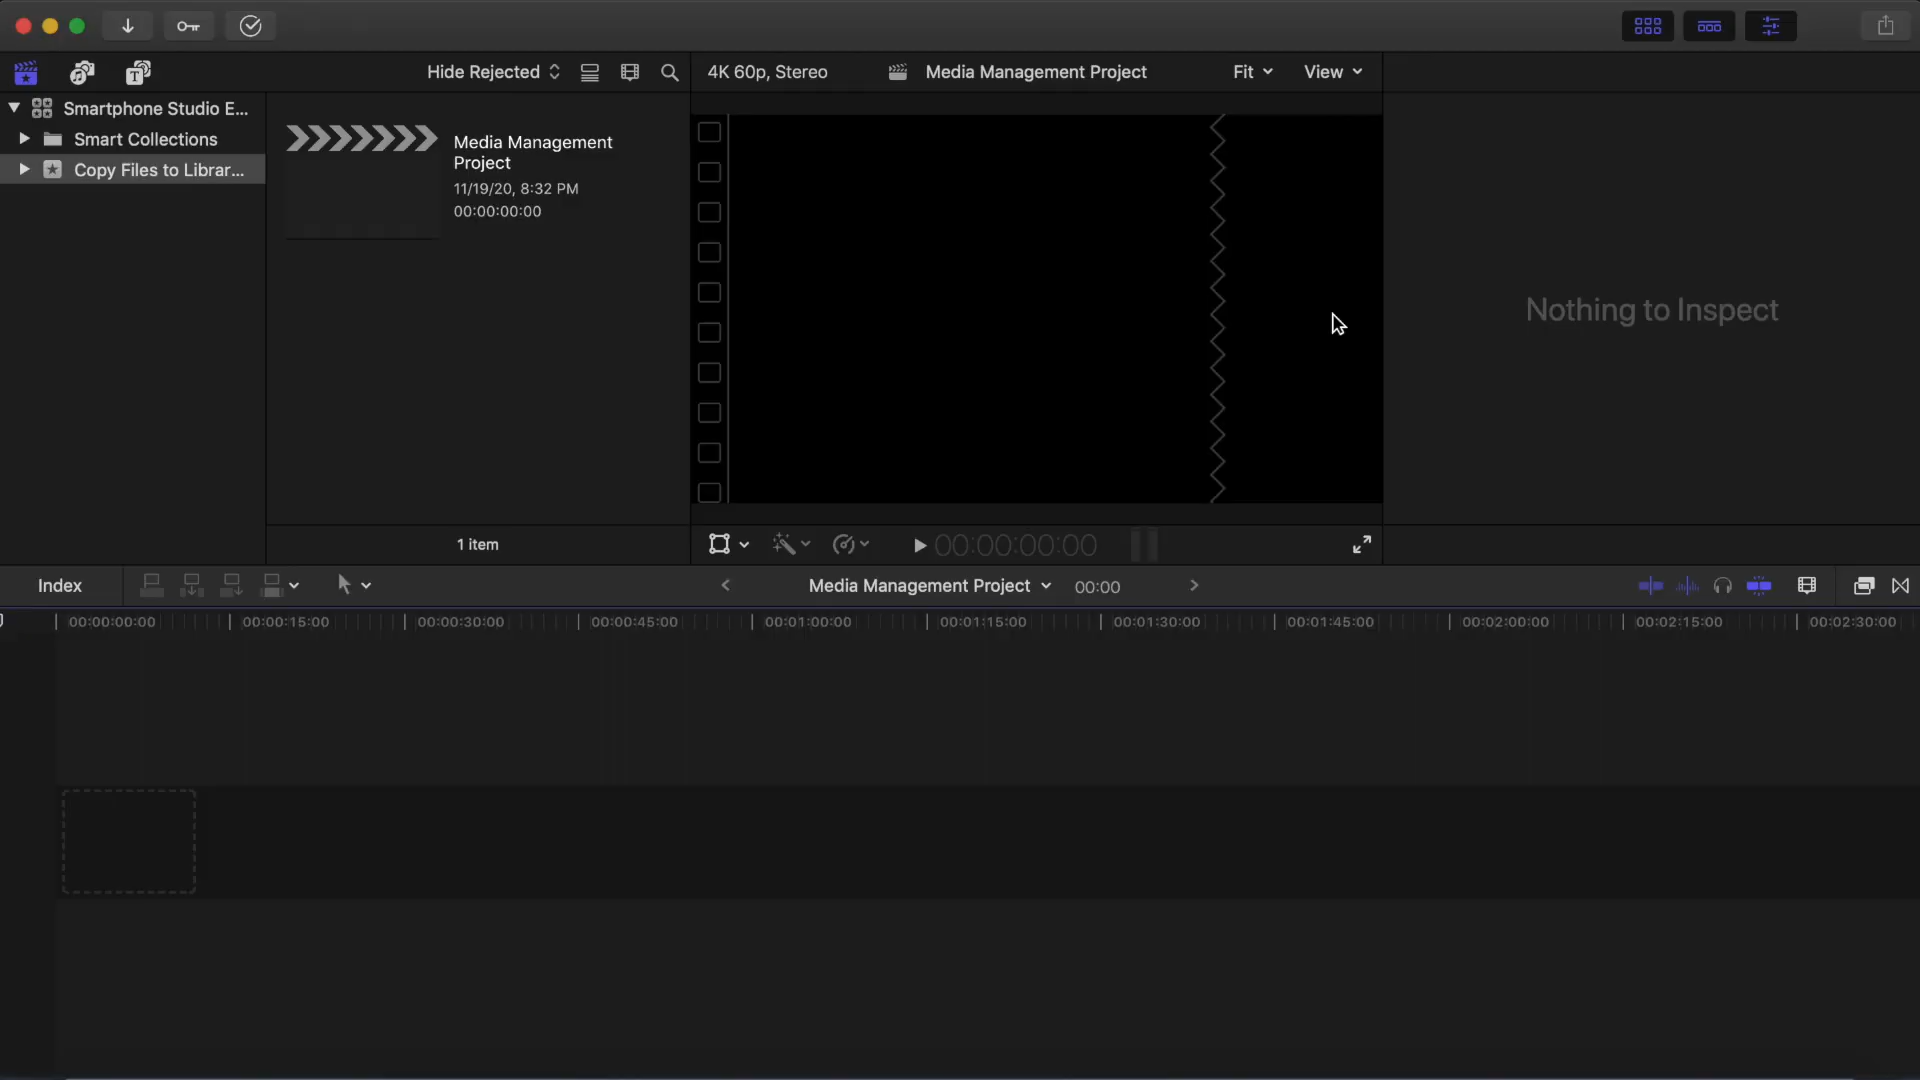 Hide Rejected
4K 60p, Stereo
Media Management Project
Fit
View
Smartphone Studio E...
Smart Collections
Copy Files to Librar...
Media Management
Project
11/19/20, 8:32 PM
00:00:00:00
Nothing to Inspect
1 item
00:00:00:00
Index
Media Management Project
00:00
00:00:00:00
00:00:15:00
00:00:30:00
00:00:45:00
00:01:00:00
00:01:15:00
00:01:30:00
00:01:45:00
00:02:00:00
00:02:15:00
00:02:30:00